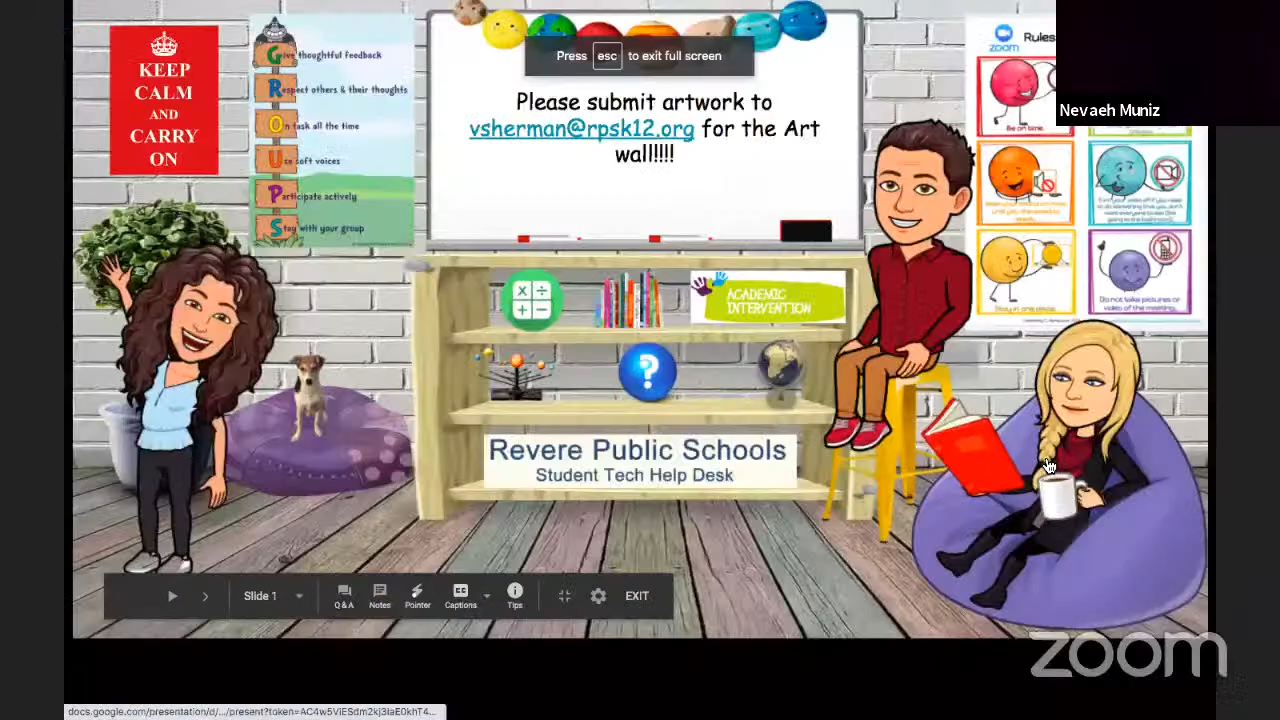 KEEP
CALM
AND
CARRY
ON
Give thoughtful feedback
Respect others & their thoughts
On task all the time
Use soft voices
Participate actively
Stay with your group
Press esc to exit full screen
Please submit artwork to
vsherman@rpsk12.org for the Art
wall!!!!
zoom Rules
Be on time.
Stay in one place.
Do not take pictures or
video of the meeting.
Nevaeh Muniz
ACADEMIC
INTERVENTION
?
Revere Public Schools
Student Tech Help Desk
Slide 1
Q & A
Notes
Pointer
CC
Captions
Tips
EXIT
zoom
docs.google.com/presentation/d/.../present?token=